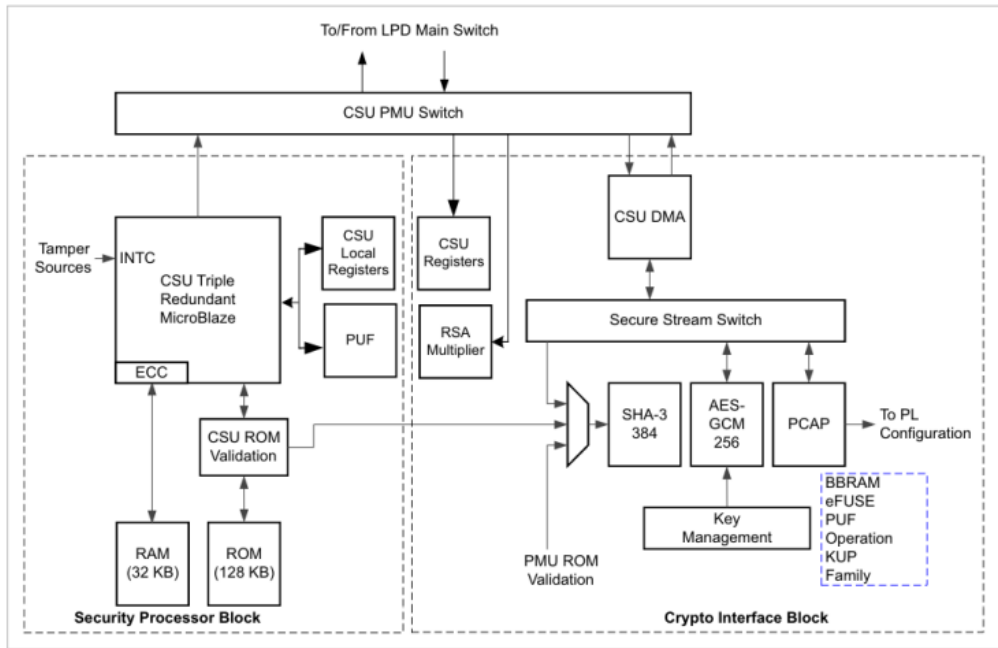 To/From LPD Main Switch
CSU PMU Switch
Tamper
Sources
INTC
CSU Triple
Redundant
MicroBlaze
ECC
CSU
Local
Registers
PUF
CSU ROM
Validation
RAM
(32 KB)
ROM
(128 KB)
Security Processor Block
CSU
Registers
RSA
Multiplier
CSU DMA
Secure Stream Switch
SHA-3
384
AES-
GCM
256
PCAP
To PL
Configuration
Key
Management
PMU ROM
Validation
BBRAM
eFUSE
PUF
Operation
KUP
Family
Crypto Interface Block